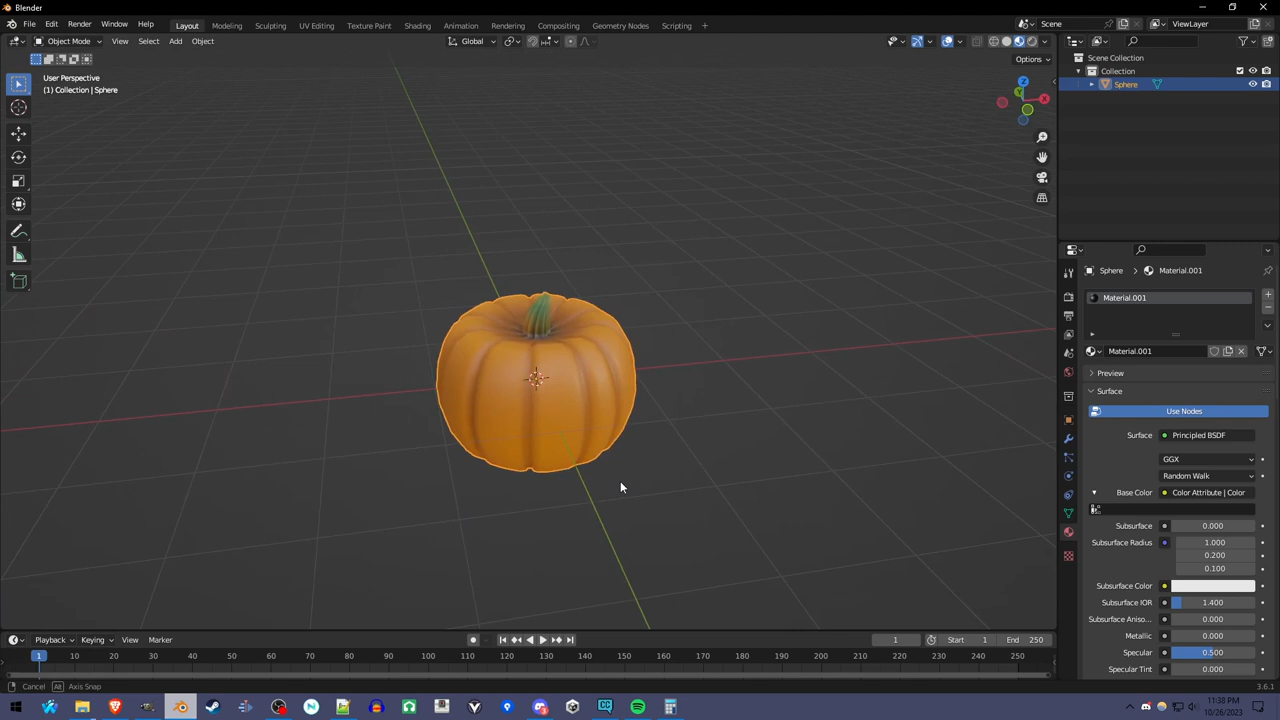 Blender
File Edit Render Window Help Layout Modeling Sculpting UV Editing Texture Paint Shading Animation Rendering Compositing Geometry Nodes Scripting + Scene ViewLayer
Object Mode View Select Add Object Global
Options
User Perspective
(1) Collection | Sphere
Z
Y
X
Scene Collection
Collection
Sphere
Sphere > Material.001
Material.001
Material.001
Preview
Surface
Use Nodes
Surface Principled BSDF
GGX
Random Walk
Base Color Color Attribute | Color
Subsurface 0.000
Subsurface Radius 1.000
0.200
0.100
Subsurface Color
Subsurface IOR 1.400
Subsurface Aniso... 0.000
Metallic 0.000
Specular 0.500
Specular Tint 0.000
Playback Keying View Marker 1 Start 1 End 250
1 10 20 30 40 50 60 70 80 90 100 110 120 130 140 150 160 170 180 190 200 210 220 230 240 250
Cancel Alt Axis Snap 3.6.1
11:38 PM
10/26/2023